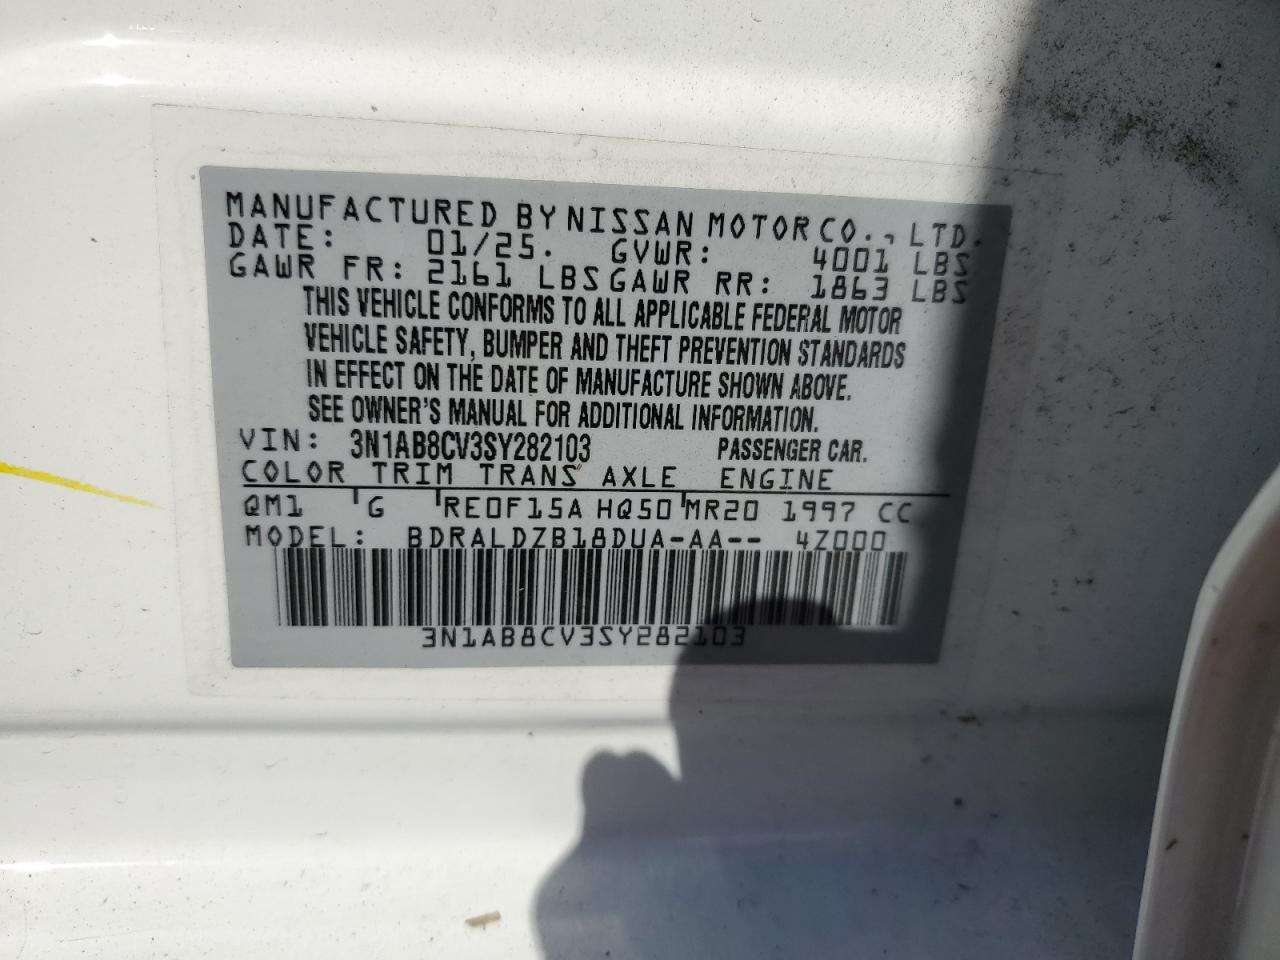 MANUFACTURED BY NISSAN MOTOR CO., LTD.
DATE: 01/25. GVWR: 4001 LBS
GAWR FR: 2161 LBS GAWR RR: 1863 LBS
THIS VEHICLE CONFORMS TO ALL APPLICABLE FEDERAL MOTOR
VEHICLE SAFETY, BUMPER AND THEFT PREVENTION STANDARDS
IN EFFECT ON THE DATE OF MANUFACTURE SHOWN ABOVE.
SEE OWNER'S MANUAL FOR ADDITIONAL INFORMATION.
VIN: 3N1AB8CV3SY282103 PASSENGER CAR.
COLOR TRIM TRANS AXLE ENGINE
QM1 G RE0F15A HQ50 MR20 1997 CC
MODEL: BDRALDZB18DUA-AA-- 4Z000
3N1AB8CV3SY282103